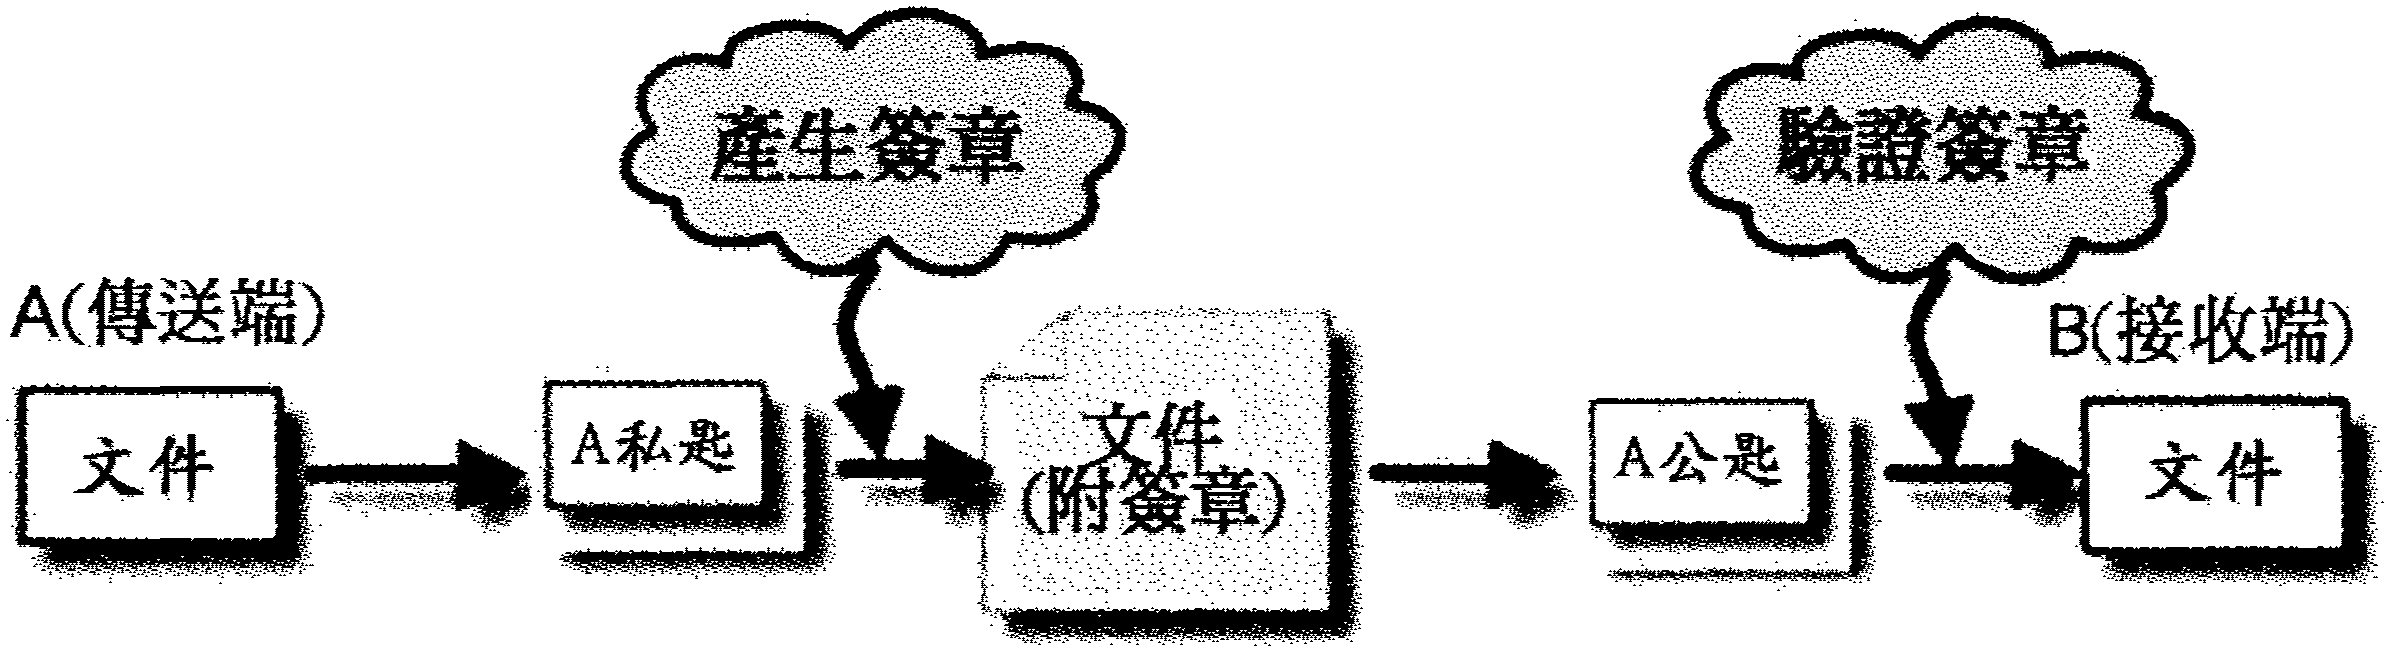 產生簽章
驗證簽章
A(傳送端)
B(接收端)
文件
A私匙
文件
(附簽章)
A公匙
文件